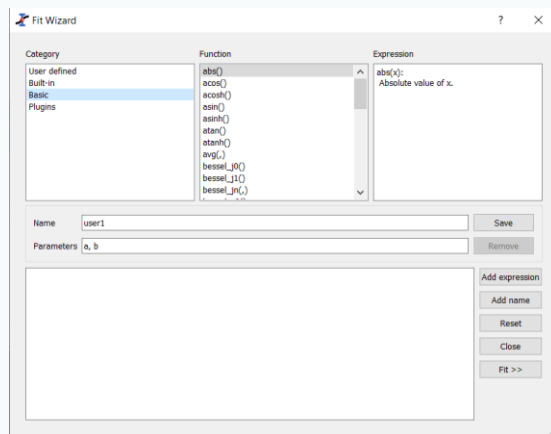 Fit Wizard
? ×
Category
User defined
Built-in
Basic
Plugins
Function
abs()
acos()
acosh()
asin()
asinh()
atan()
atanh()
avg(,)
bessel_j0()
bessel_j1()
bessel_jn(,)
Expression
abs(x):
Absolute value of x.
Name user1 Save
Parameters a, b Remove
Add expression
Add name
Reset
Close
Fit >>